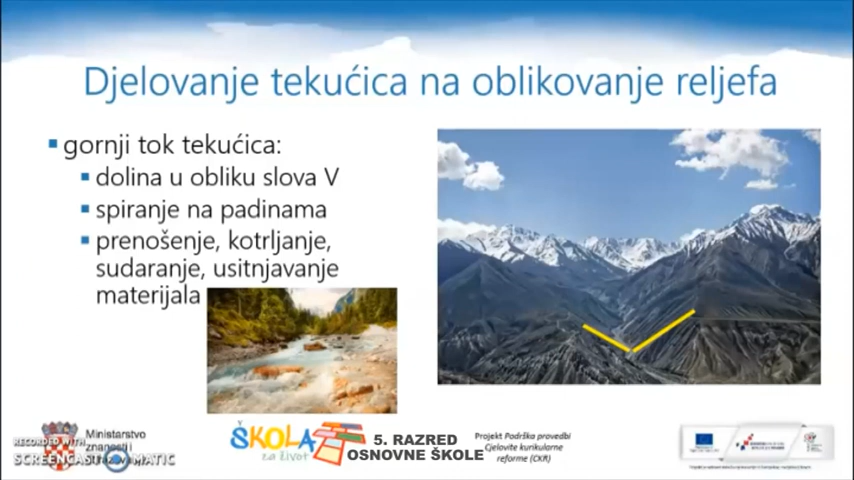 Djelovanje tekućica na oblikovanje reljefa
gornji tok tekućica:
dolina u obliku slova V
spiranje na padinama
prenošenje, kotrljanje,
sudaranje, usitnjavanje
materijala
Ministarstvo
znanosti i
RECORDED WITH
SCREENCAST MATIC
ŠKOLA
za život
5. RAZRED
OSNOVNE ŠKOLE
Projekt Podrška provedbi
Cjelovite kurikularne
reforme (CKR)